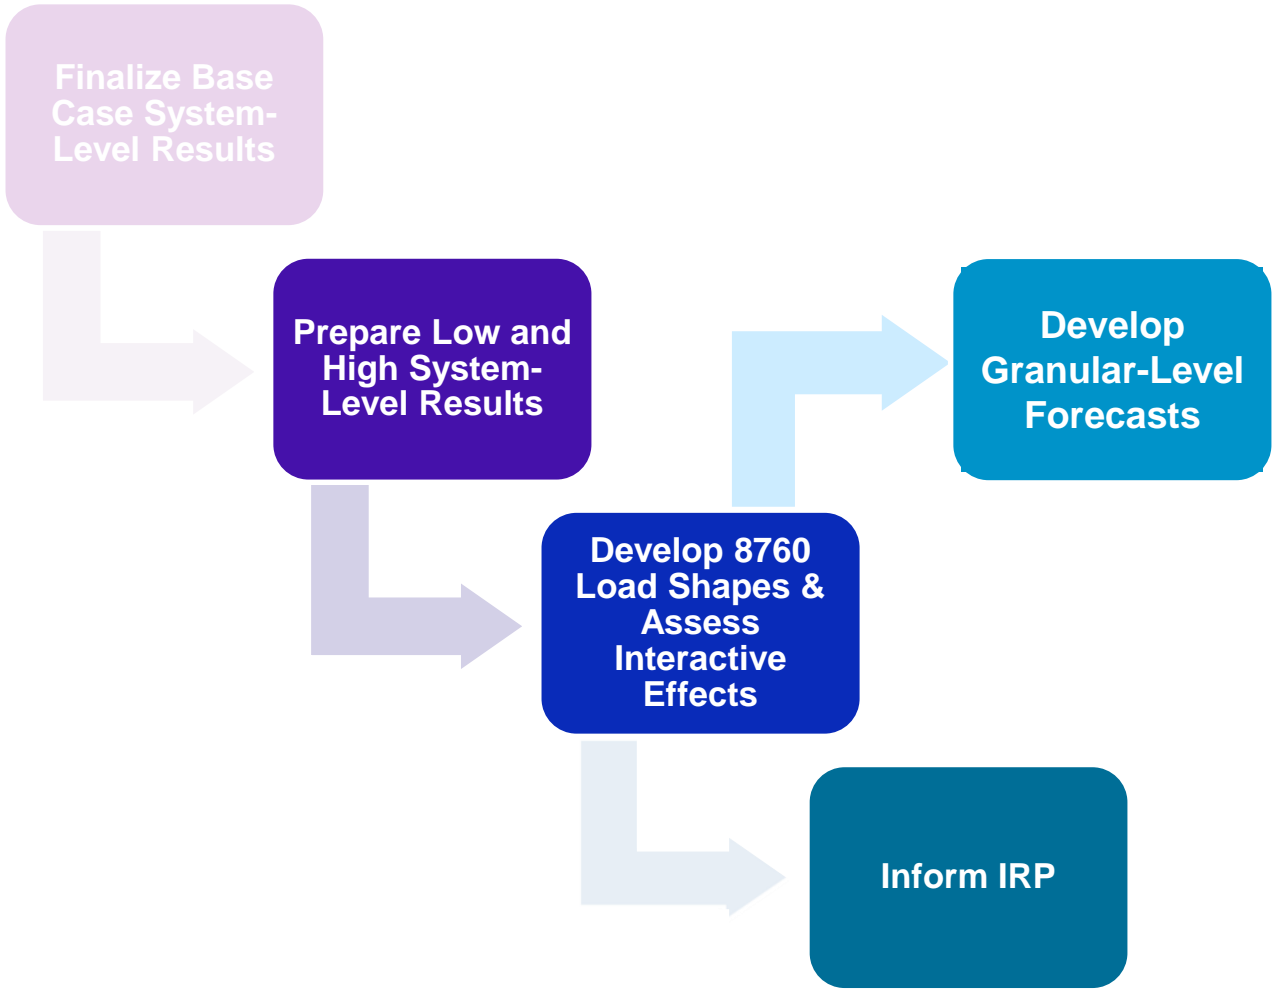 Finalize Base
Case System-
Level Results
Prepare Low and
High System-
Level Results
Develop
Granular-Level
Forecasts
Develop 8760
Load Shapes &
Assess
Interactive
Effects
Inform IRP